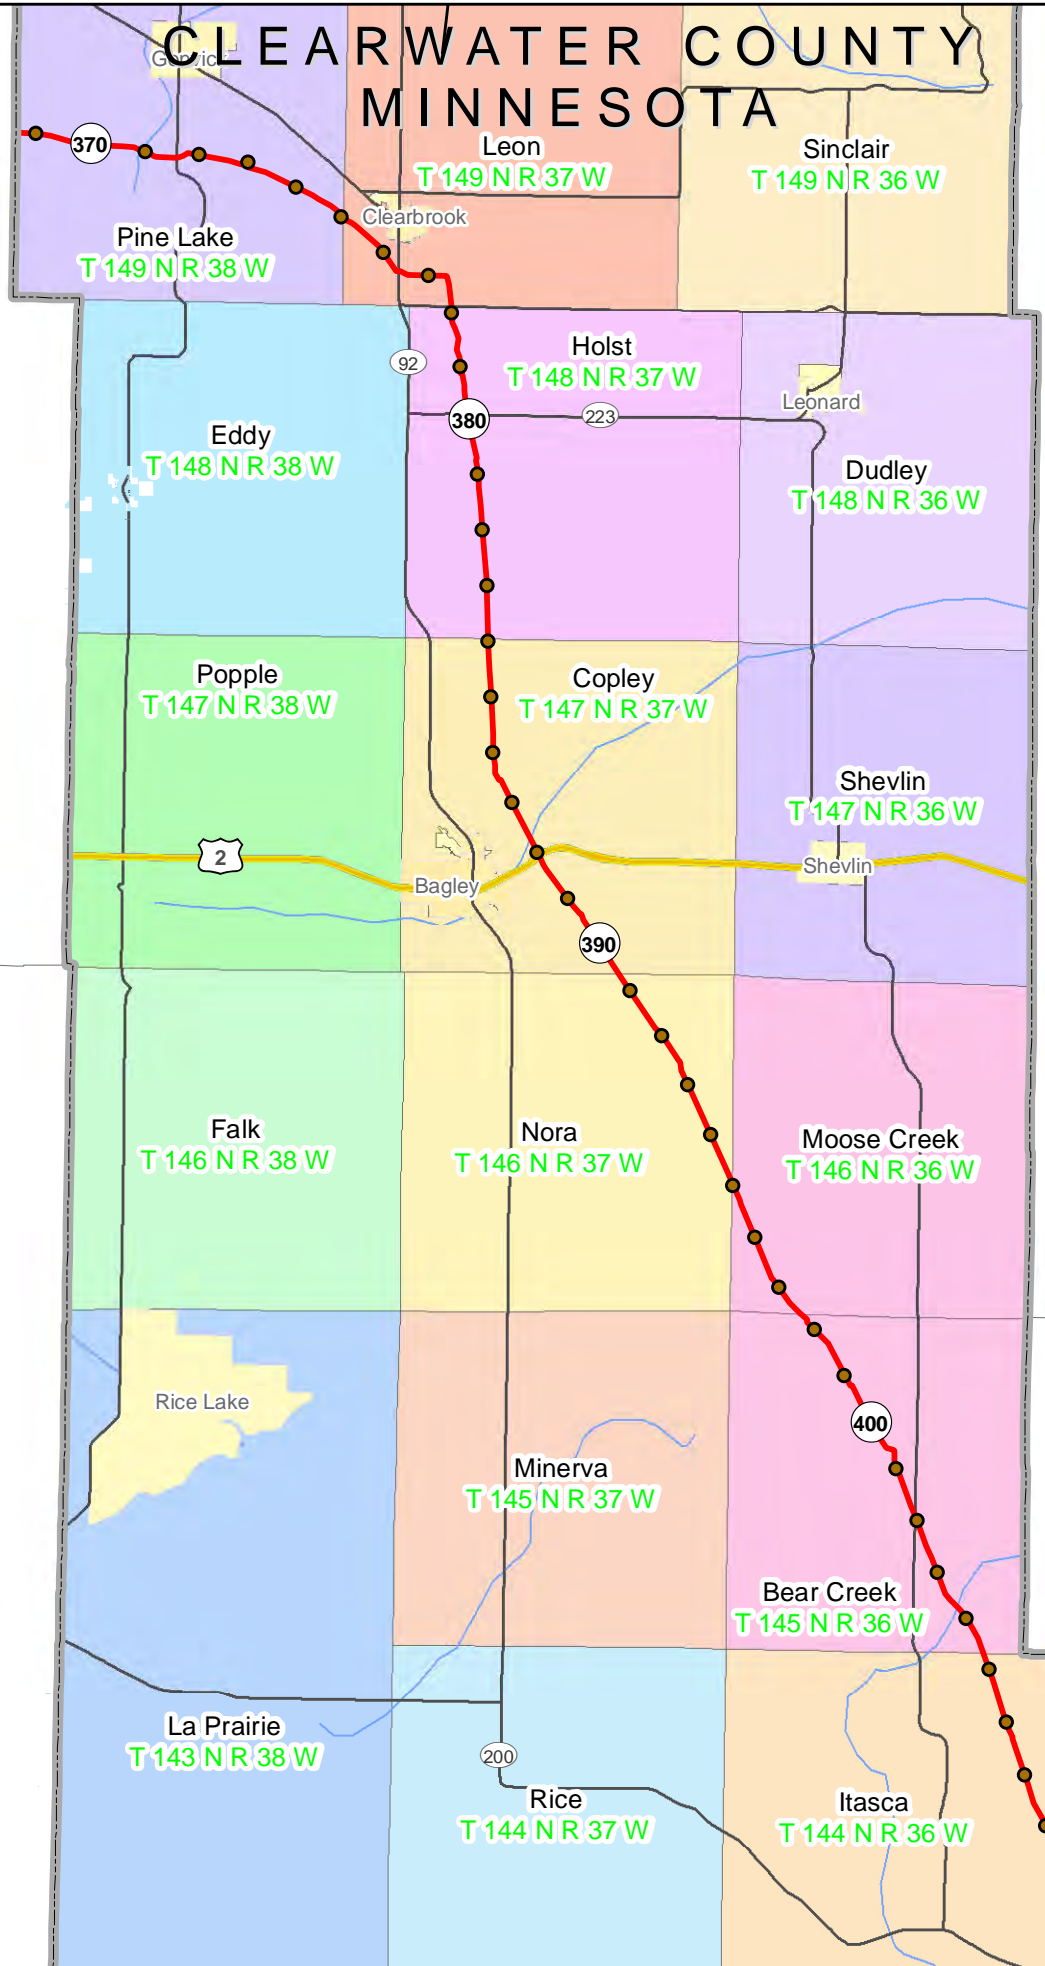 CLEARWATER COUNTY
MINNESOTA
Gonvick
370
Leon
T 149 N R 37 W
Sinclair
T 149 N R 36 W
Clearbrook
Pine Lake
T 149 N R 38 W
Holst
T 148 N R 37 W
92
380
223
Leonard
Eddy
T 148 N R 38 W
Dudley
T 148 N R 36 W
Popple
T 147 N R 38 W
Copley
T 147 N R 37 W
Shevlin
T 147 N R 36 W
2
Bagley
Shevlin
390
Falk
T 146 N R 38 W
Nora
T 146 N R 37 W
Moose Creek
T 146 N R 36 W
Rice Lake
400
Minerva
T 145 N R 37 W
Bear Creek
T 145 N R 36 W
La Prairie
T 143 N R 38 W
200
Rice
T 144 N R 37 W
Itasca
T 144 N R 36 W